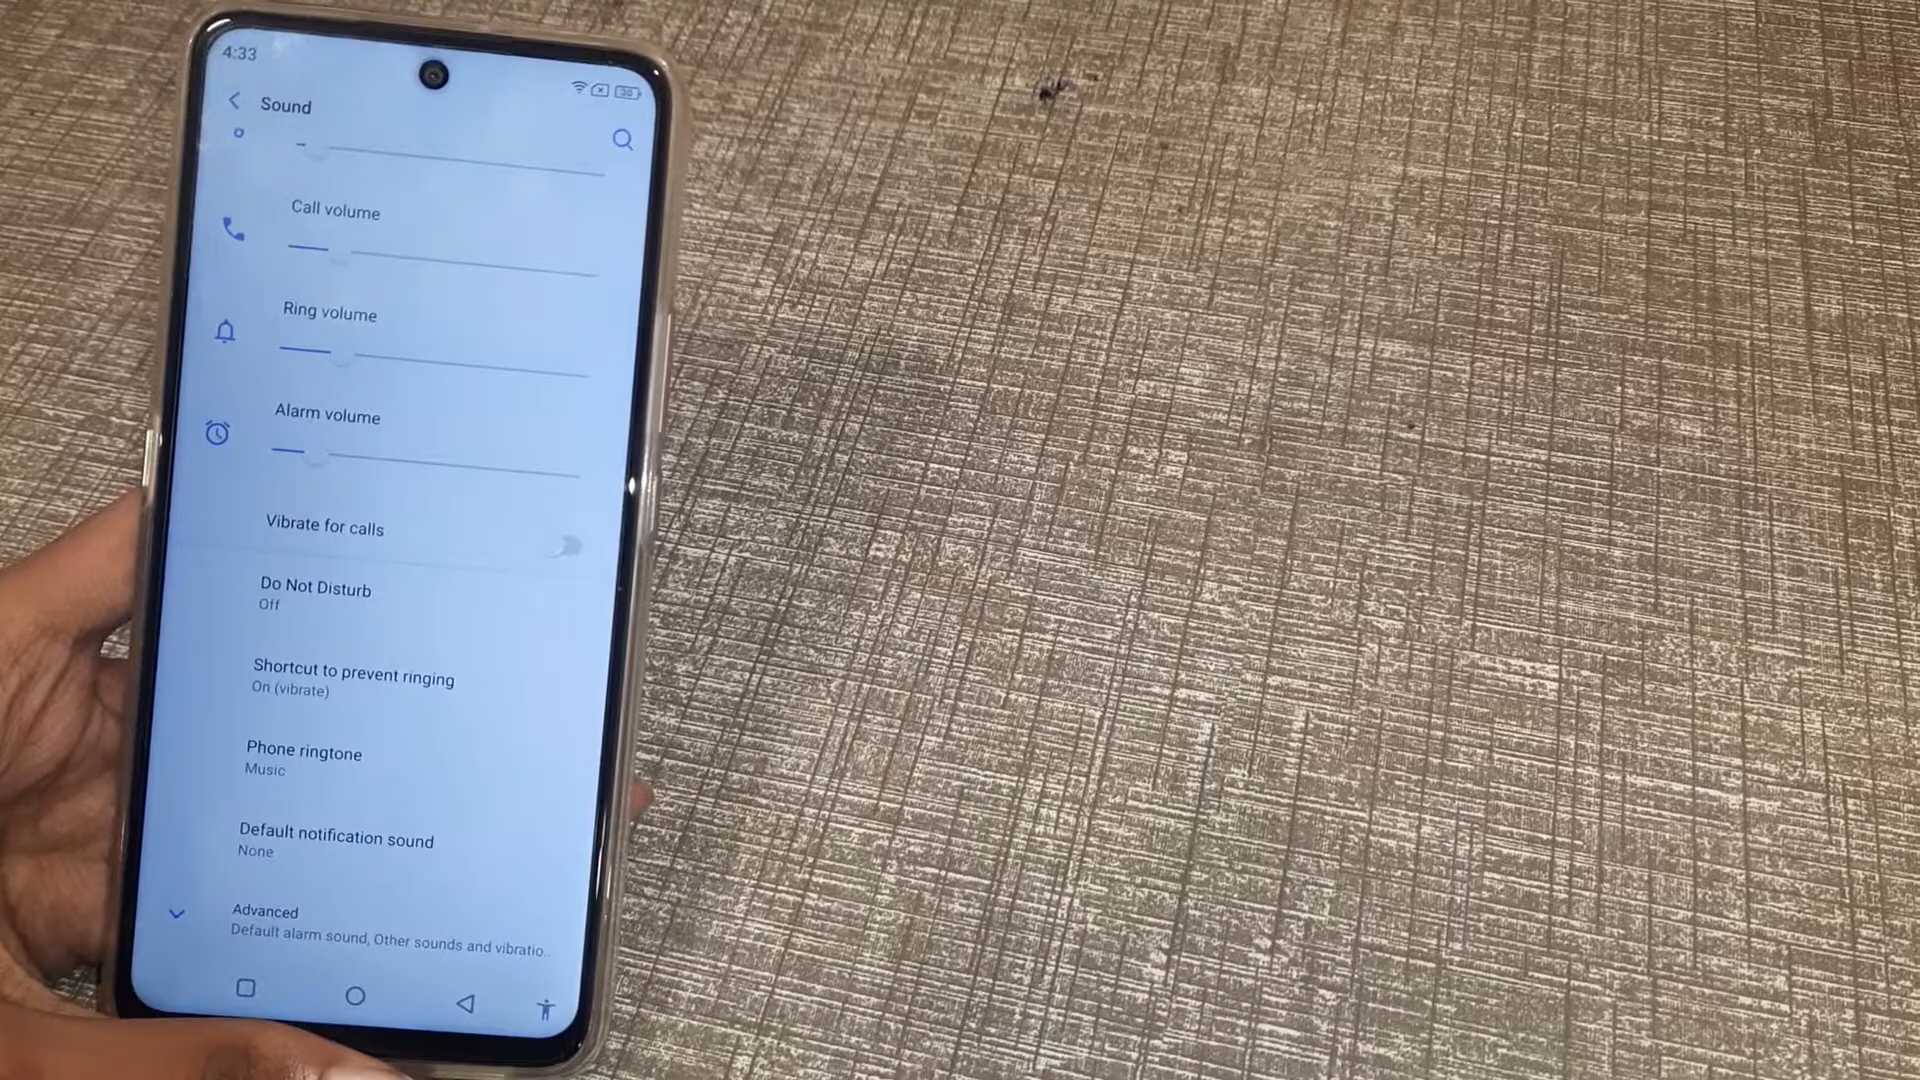 4:33
30
Sound
Call volume
Ring volume
Alarm volume
Vibrate for calls
Do Not Disturb
Off
Shortcut to prevent ringing
On (vibrate)
Phone ringtone
Music
Default notification sound
None
Advanced
Default alarm sound, Other sounds and vibratio..